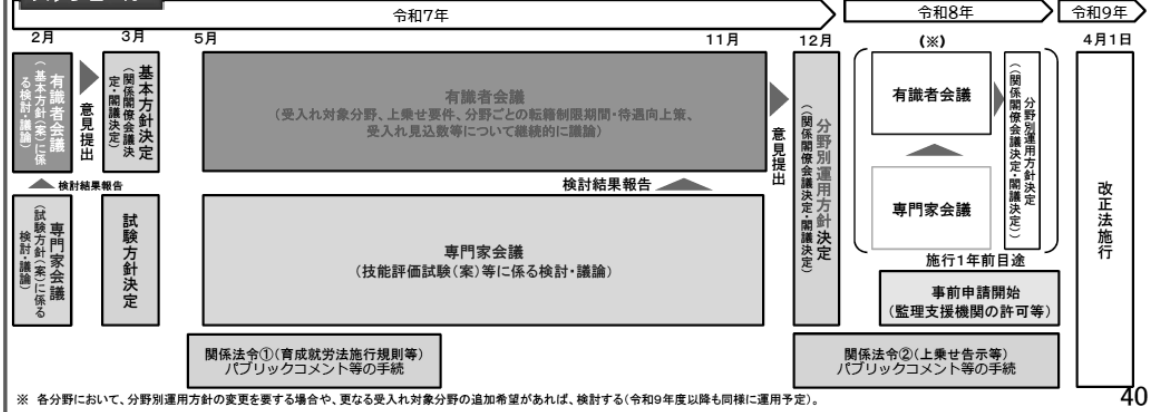 令和7年
令和8年
令和9年
2月
3月
5月
11月
12月
(※)
4月1日
有識者会議
(基本方針(案)に係
る検討・議論)
意見提出
基本方針決定
(関係閣僚会議決
定・閣議決定)
有識者会議
(受入れ対象分野、上乗せ要件、分野ごとの転籍制限期間・待遇向上策、
受入れ見込数等について継続的に議論)
意見提出
分野別運用方針決定
(関係閣僚会議決定・閣議決定)
有識者会議
分野別運用方針決定
(関係閣僚会議決定・閣議決定)
検討結果報告
検討結果報告
専門家会議
(試験方針(案)に係る
検討・議論)
試験方針決定
専門家会議
(技能評価試験(案)等に係る検討・議論)
専門家会議
改正法施行
施行1年前目途
事前申請開始
(監理支援機関の許可等)
関係法令①(育成就労法施行規則等)
パブリックコメント等の手続
関係法令②(上乗せ告示等)
パブリックコメント等の手続
※ 各分野において、分野別運用方針の変更を要する場合や、更なる受入れ対象分野の追加希望があれば、検討する(令和9年度以降も同様に運用予定)。
40